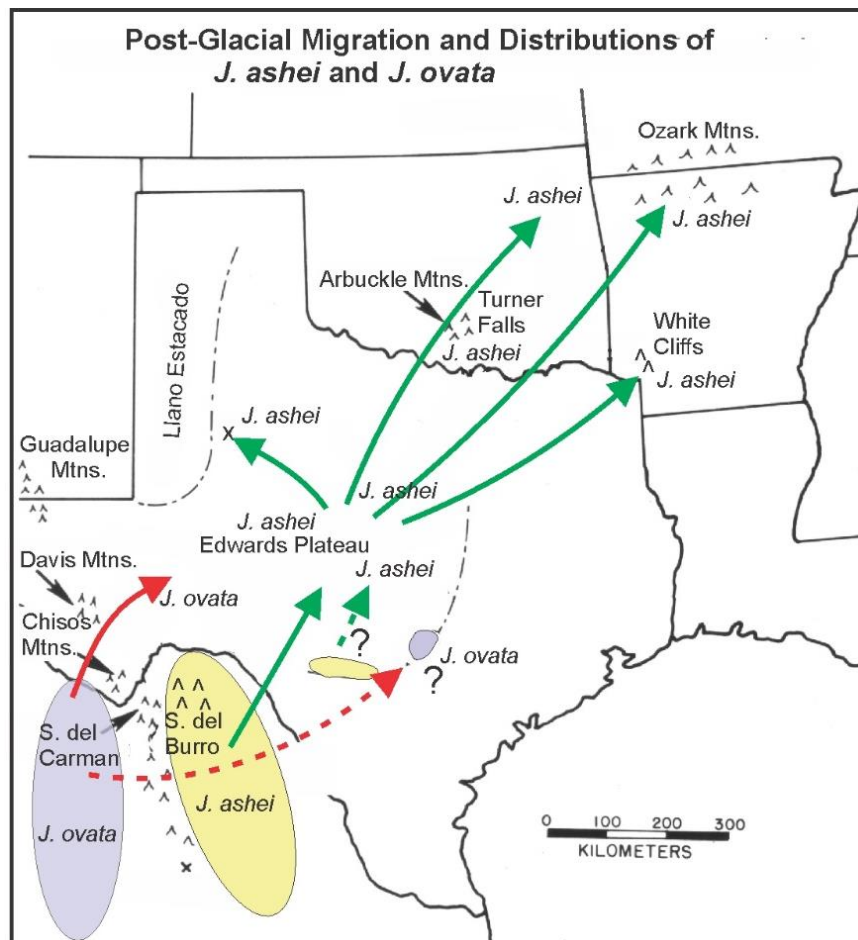 Post-Glacial Migration and Distributions of
J. ashei and J. ovata
Ozark Mtns.
J. ashei
J. ashei
Arbuckle Mtns.
Turner
Falls
J. ashei
White
Cliffs
J. ashei
Llano Estacado
J. ashei
x
Guadalupe
Mtns.
J. ashei
J. ashei
Edwards Plateau
J. ashei
Davis Mtns.
J. ovata
Chisos
Mtns.
?
J. ovata
?
S. del
Carman
S. del
Burro
J. ashei
J. ovata
x
0 100 200 300
KILOMETERS